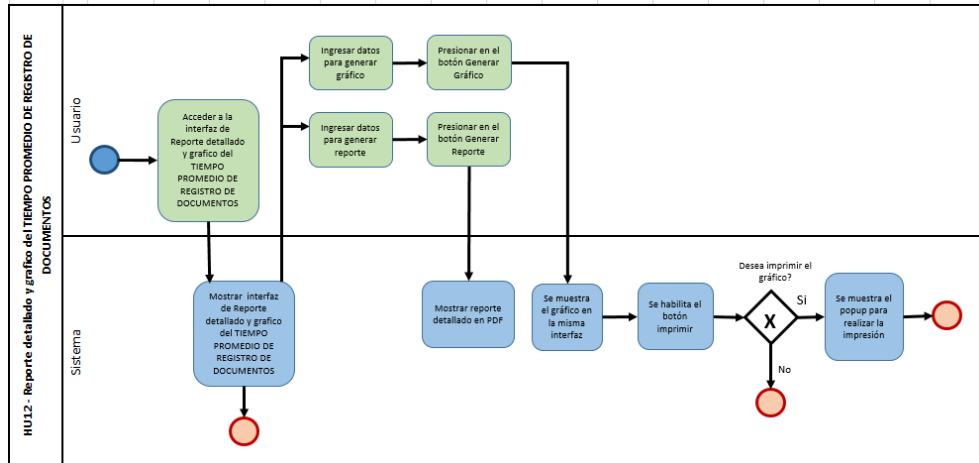 HU12 - Reporte detallado y grafico del TIEMPO PROMEDIO DE REGISTRO DE
DOCUMENTOS
Usuario
Acceder a la
interfaz de
Reporte detallado
y grafico del
TIEMPO
PROMEDIO DE
REGISTRO DE
DOCUMENTOS
Ingresar datos
para generar
gráfico
Presionar en el
botón Generar
Gráfico
Ingresar datos
para generar
reporte
Presionar en el
botón Generar
Reporte
Sistema
Mostrar interfaz
de Reporte
detallado y grafico
del TIEMPO
PROMEDIO DE
REGISTRO DE
DOCUMENTOS
Mostrar reporte
detallado en PDF
Se muestra
el gráfico en
la misma
interfaz
Se habilita el
botón
imprimir
Desea imprimir el
gráfico?
X
Si
No
Se muestra el
popup para
realizar la
impresión